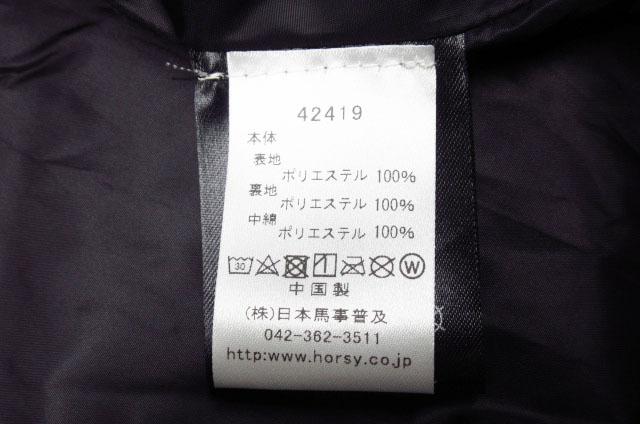 42419
本体
表地
ポリエステル 100%
裏地
ポリエステル 100%
中綿
ポリエステル 100%
30 W
中国製
(株)日本馬事普及
042-362-3511
http:www.horsy.co.jp